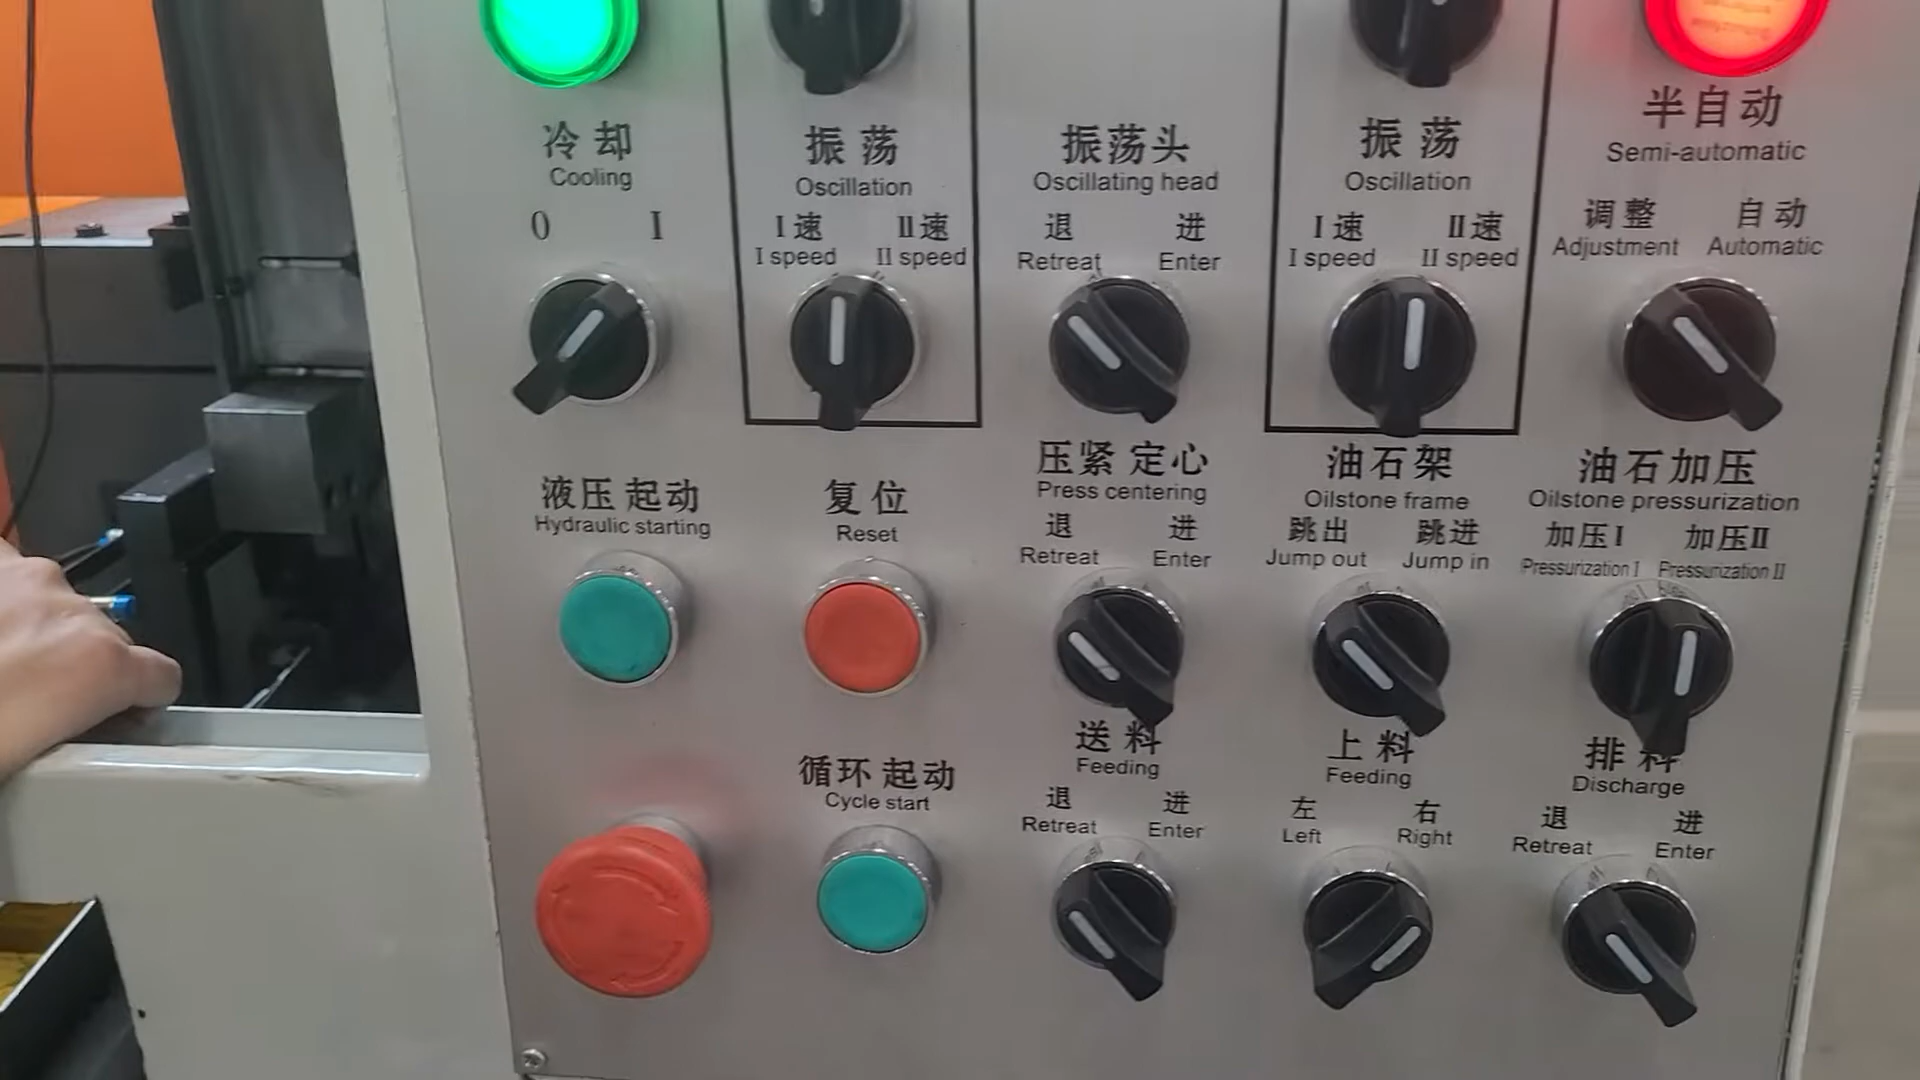 冷却
Cooling
0 I
振荡
Oscillation
I速 II速
I speed II speed
振荡头
Oscillating head
退 进
Retreat Enter
振荡
Oscillation
I速 II速
I speed II speed
半自动
Semi-automatic
调整 自动
Adjustment Automatic
液压起动
Hydraulic starting
复位
Reset
压紧定心
Press centering
退 进
Retreat Enter
油石架
Oilstone frame
跳出 跳进
Jump out Jump in
油石加压
Oilstone pressurization
加压I 加压II
Pressurization I Pressurization II
循环起动
Cycle start
送料
Feeding
退 进
Retreat Enter
上料
Feeding
左 右
Left Right
排料
Discharge
退 进
Retreat Enter